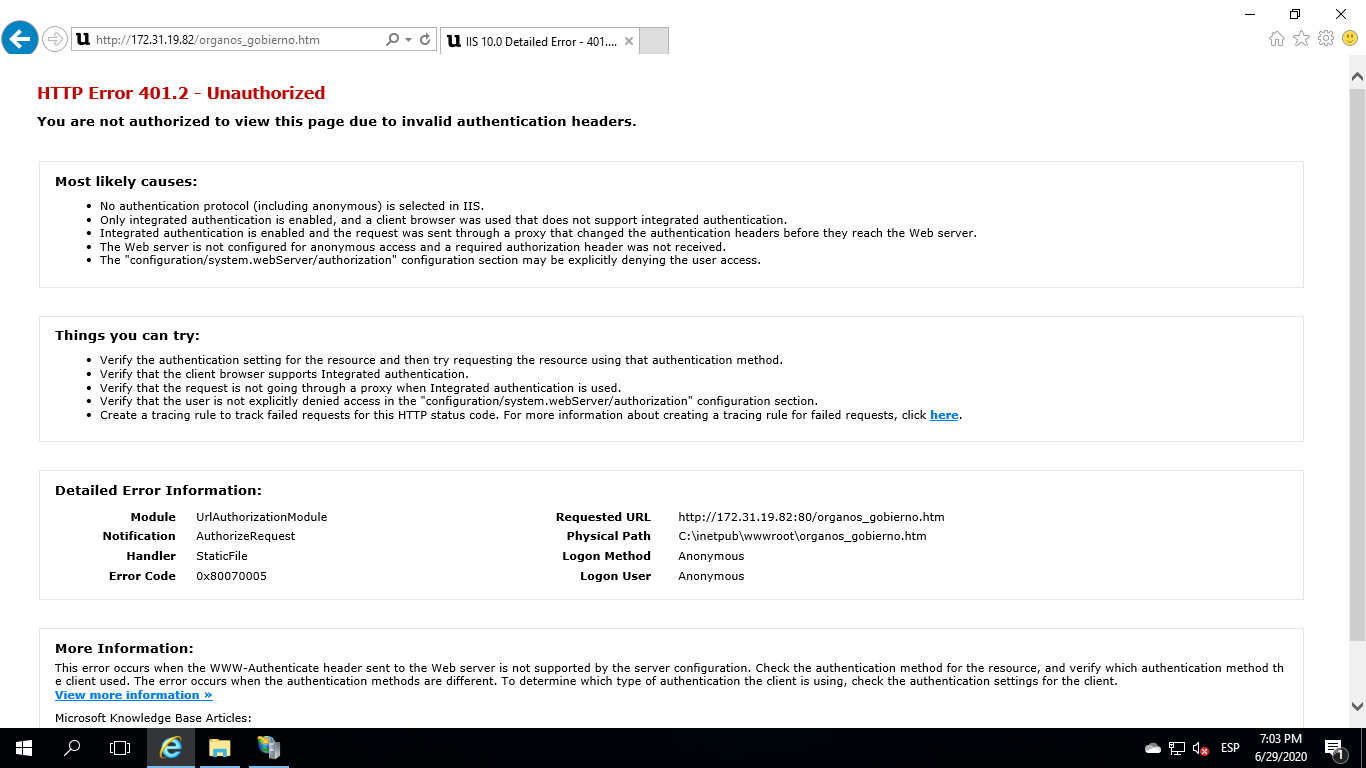 http://172.31.19.82/organos_gobierno.htm
IIS 10.0 Detailed Error - 401....
HTTP Error 401.2 - Unauthorized
You are not authorized to view this page due to invalid authentication headers.
Most likely causes:
• No authentication protocol (including anonymous) is selected in IIS.
• Only integrated authentication is enabled, and a client browser was used that does not support integrated authentication.
• Integrated authentication is enabled and the request was sent through a proxy that changed the authentication headers before they reach the Web server.
• The Web server is not configured for anonymous access and a required authorization header was not received.
• The "configuration/system.webServer/authorization" configuration section may be explicitly denying the user access.
Things you can try:
• Verify the authentication setting for the resource and then try requesting the resource using that authentication method.
• Verify that the client browser supports Integrated authentication.
• Verify that the request is not going through a proxy when Integrated authentication is used.
• Verify that the user is not explicitly denied access in the "configuration/system.webServer/authorization" configuration section.
• Create a tracing rule to track failed requests for this HTTP status code. For more information about creating a tracing rule for failed requests, click here.
Detailed Error Information:
Module UrlAuthorizationModule
Notification AuthorizeRequest
Handler StaticFile
Error Code 0x80070005
Requested URL http://172.31.19.82:80/organos_gobierno.htm
Physical Path C:\inetpub\wwwroot\organos_gobierno.htm
Logon Method Anonymous
Logon User Anonymous
More Information:
This error occurs when the WWW-Authenticate header sent to the Web server is not supported by the server configuration. Check the authentication method for the resource, and verify which authentication method th
e client used. The error occurs when the authentication methods are different. To determine which type of authentication the client is using, check the authentication settings for the client.
View more information »
Microsoft Knowledge Base Articles:
ESP
7:03 PM
6/29/2020
1